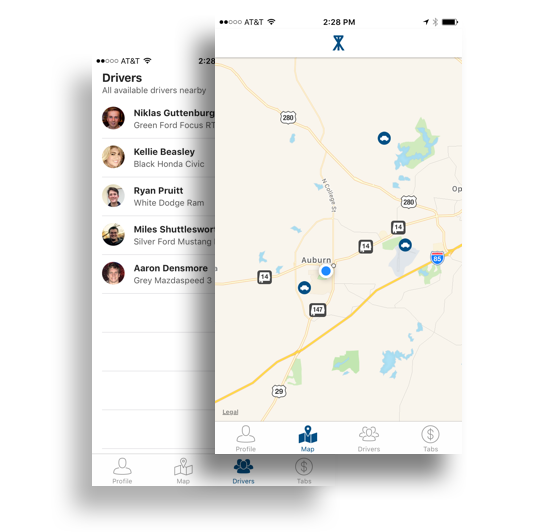 AT&T
2:28 PM
280
N College St
280
Op
14
14
85
Auburn
14
147
29
Legal
Profile
Map
Drivers
Tabs
AT&T
2:28
Drivers
All available drivers nearby
Niklas Guttenburg
Green Ford Focus RT
Kellie Beasley
Black Honda Civic
Ryan Pruitt
White Dodge Ram
Miles Shuttleswor
Silver Ford Mustang
Aaron Densmore
Grey Mazdaspeed 3
Profile
Map
Drivers
Tabs